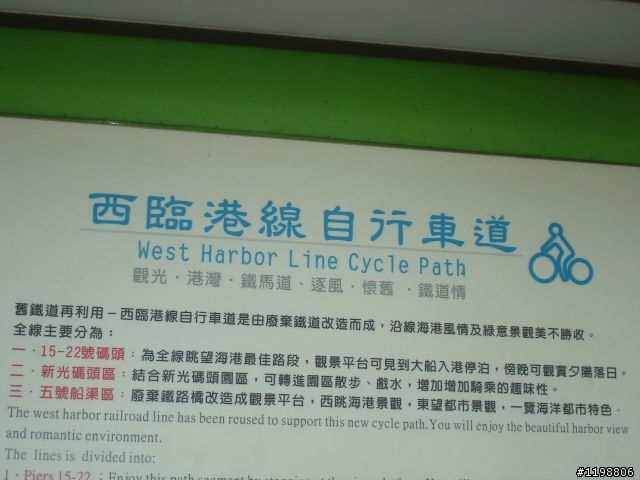 西臨港線自行車道
West Harbor Line Cycle Path
觀光・港灣・鐵馬道、逐風・懷舊・鐵道情
舊鐵道再利用－西臨港線自行車道是由廢棄鐵道改造而成，沿線海港風情及綠意景觀美不勝收。
全線主要分為：
一・15-22號碼頭：為全線眺望海港最佳路段，觀景平台可見到大船入港停泊，傍晚可觀賞夕陽落日。
二・新光碼頭區：結合新光碼頭園區，可轉進園區散步、戲水，增加增加騎乘的趣味性。
三・五號船渠區：廢棄鐵路橋改造成觀景平台，西眺海港景觀，東望都市景觀，一覽海洋都市特色。
The west harbor railroad line has been reused to support this new cycle path.You will enjoy the beautiful harbor view
and romantic environment.
The lines is divided into:
1・Piers 15-22：Enjoy this path segment by
#1198806